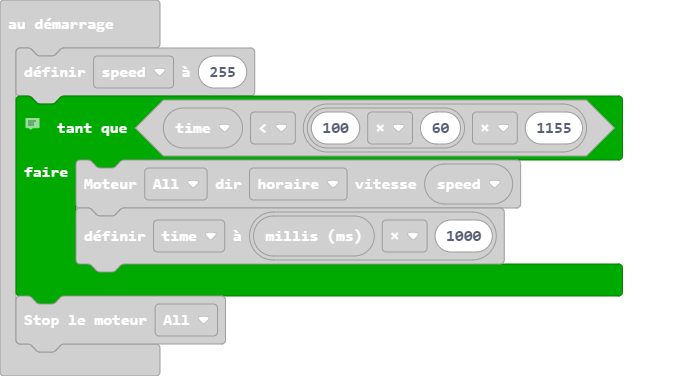 au démarrage
définir speed à 255
tant que time < 100 × 60 × 1155
faire
Moteur All dir horaire vitesse speed
définir time à millis (ms) × 1000
Stop le moteur All